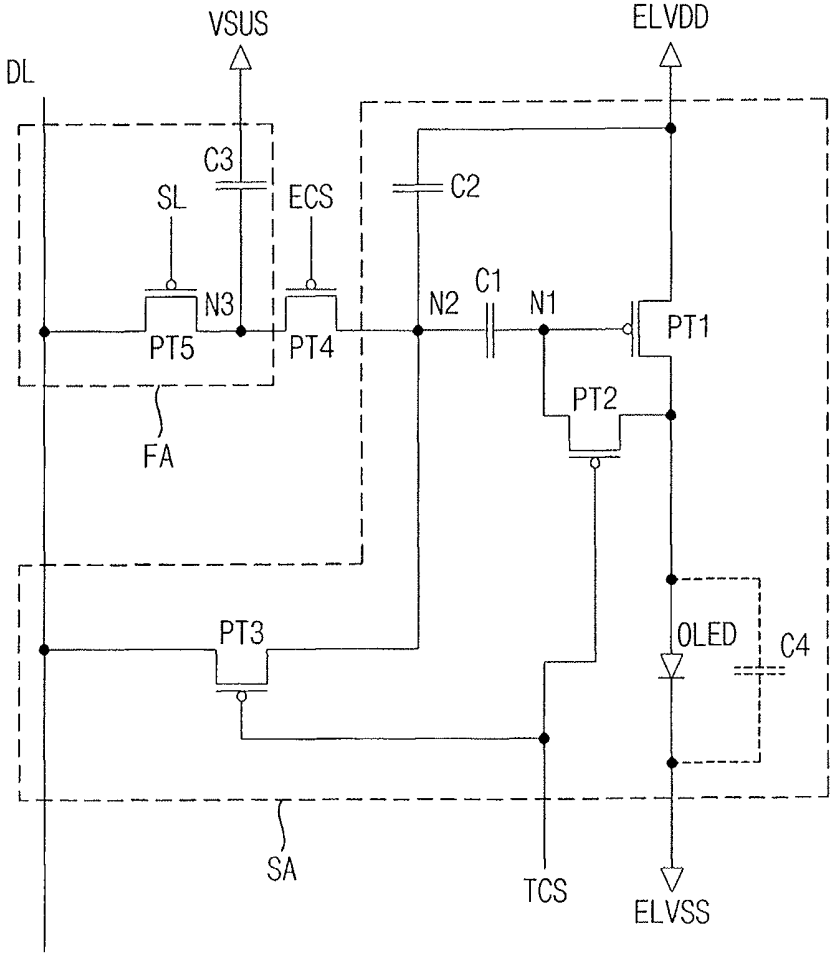 VSUS
ELVDD
DL
C3
C2
SL
ECS
N3
N2
C1
N1
PT5
PT4
PT1
PT2
FA
PT3
OLED
C4
SA
TCS
ELVSS